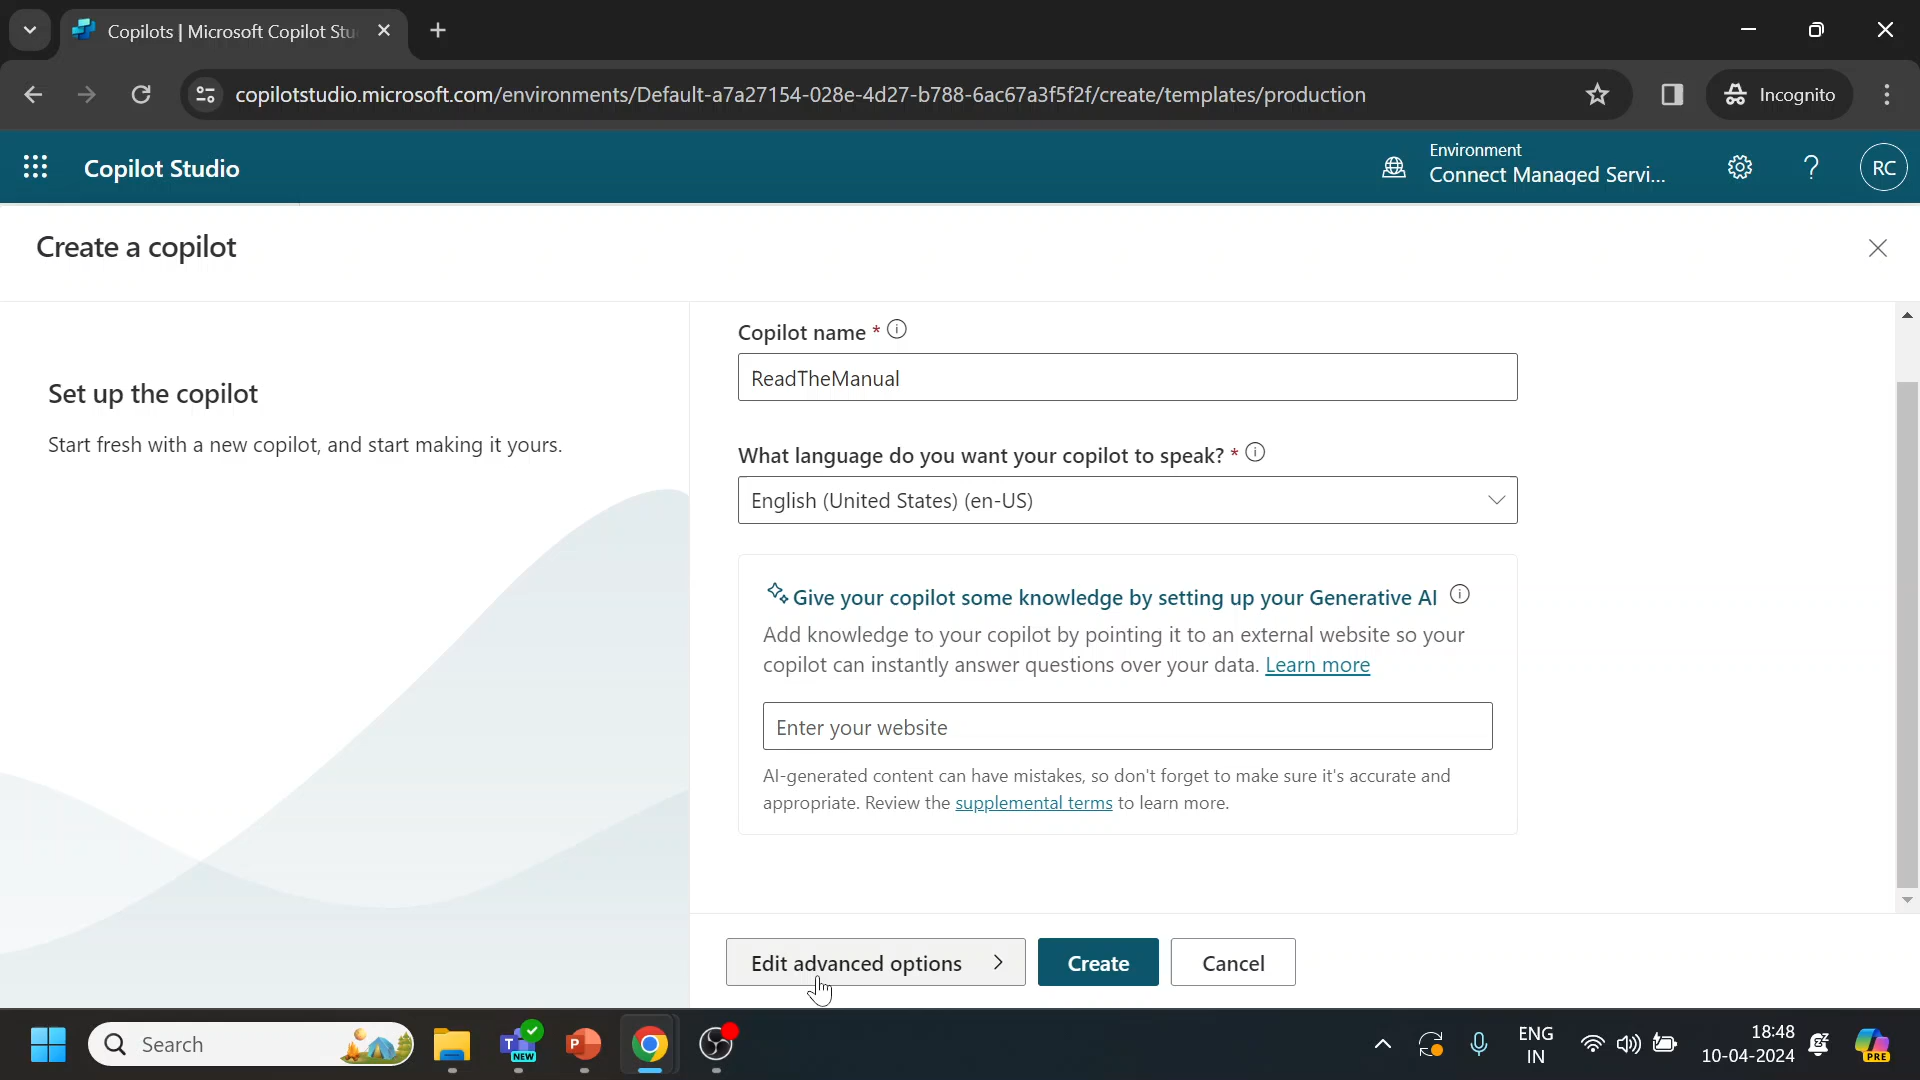 Copilots | Microsoft Copilot Stu
copilotstudio.microsoft.com/environments/Default-a7a27154-028e-4d27-b788-6ac67a3f5f2f/create/templates/production
Incognito
Copilot Studio
Environment
Connect Managed Servi...
?
RC
Create a copilot
Set up the copilot
Start fresh with a new copilot, and start making it yours.
Copilot name *
ReadTheManual
What language do you want your copilot to speak? *
English (United States) (en-US)
Give your copilot some knowledge by setting up your Generative AI
Add knowledge to your copilot by pointing it to an external website so your
copilot can instantly answer questions over your data. Learn more
Enter your website
AI-generated content can have mistakes, so don't forget to make sure it's accurate and
appropriate. Review the supplemental terms to learn more.
Edit advanced options
Create
Cancel
Search
NEW
P
ENG
IN
18:48
10-04-2024
PRE